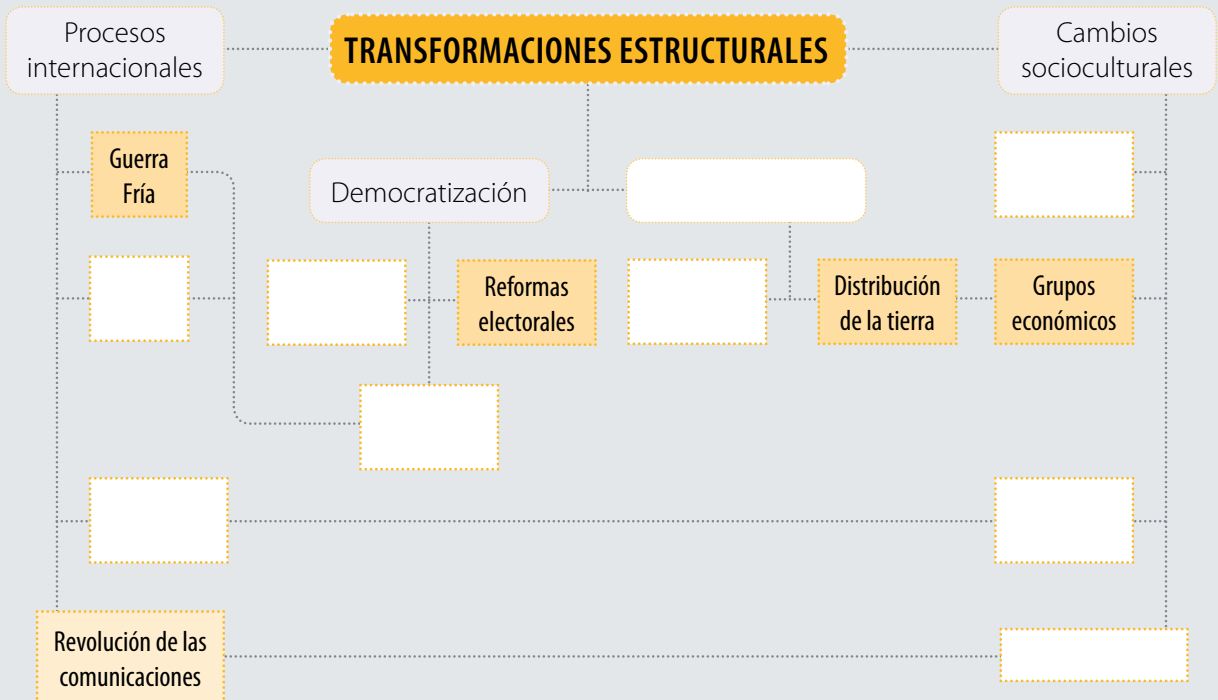 Procesos
internacionales
TRANSFORMACIONES ESTRUCTURALES
Cambios
socioculturales
Guerra
Fría
Democratización
Reformas
electorales
Distribución
de la tierra
Grupos
económicos
Revolución de las
comunicaciones